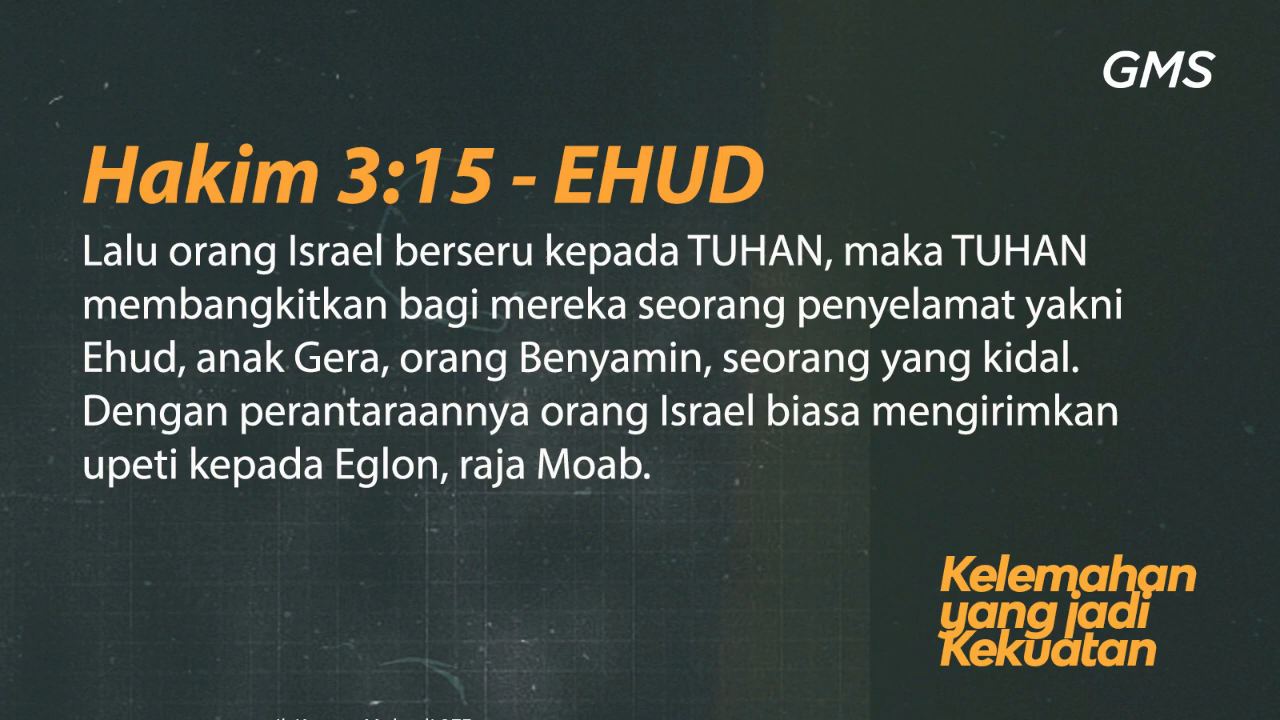 GMS
Hakim 3:15 - EHUD
Lalu orang Israel berseru kepada TUHAN, maka TUHAN
membangkitkan bagi mereka seorang penyelamat yakni
Ehud, anak Gera, orang Benyamin, seorang yang kidal.
Dengan perantaraannya orang Israel biasa mengirimkan
upeti kepada Eglon, raja Moab.
Kelemahan
yang jadi
Kekuatan